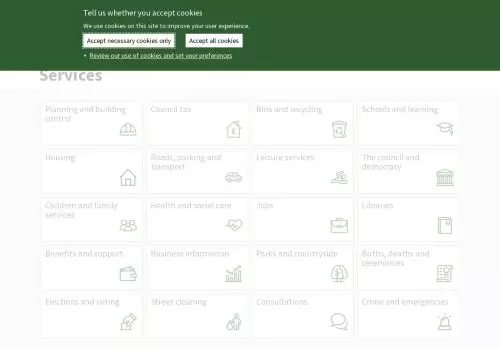 Tell us whether you accept cookies
We use cookies on this site to improve your user experience.
Accept necessary cookies only
Accept all cookies
Review our use of cookies and set your preferences
Services
Planning and building
control
Council tax
Bins and recycling
Schools and learning
Housing
Roads, parking and
transport
Leisure services
The council and
democracy
Children and family
services
Health and social care
Jobs
Libraries
Benefits and support
Business information
Parks and countryside
Births, deaths and
ceremonies
Elections and voting
Street cleaning
Consultations
Crime and emergencies